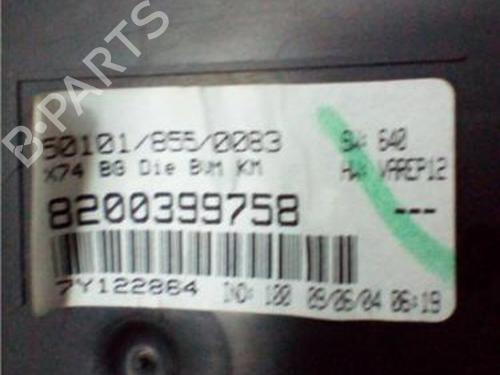 B-PARTS
50101/855/0083
SW: 640
X74 BG Die BVM KM
HW: VAREP12
8200399758
---
7Y122864
IND: 100 09/06/04 06:19